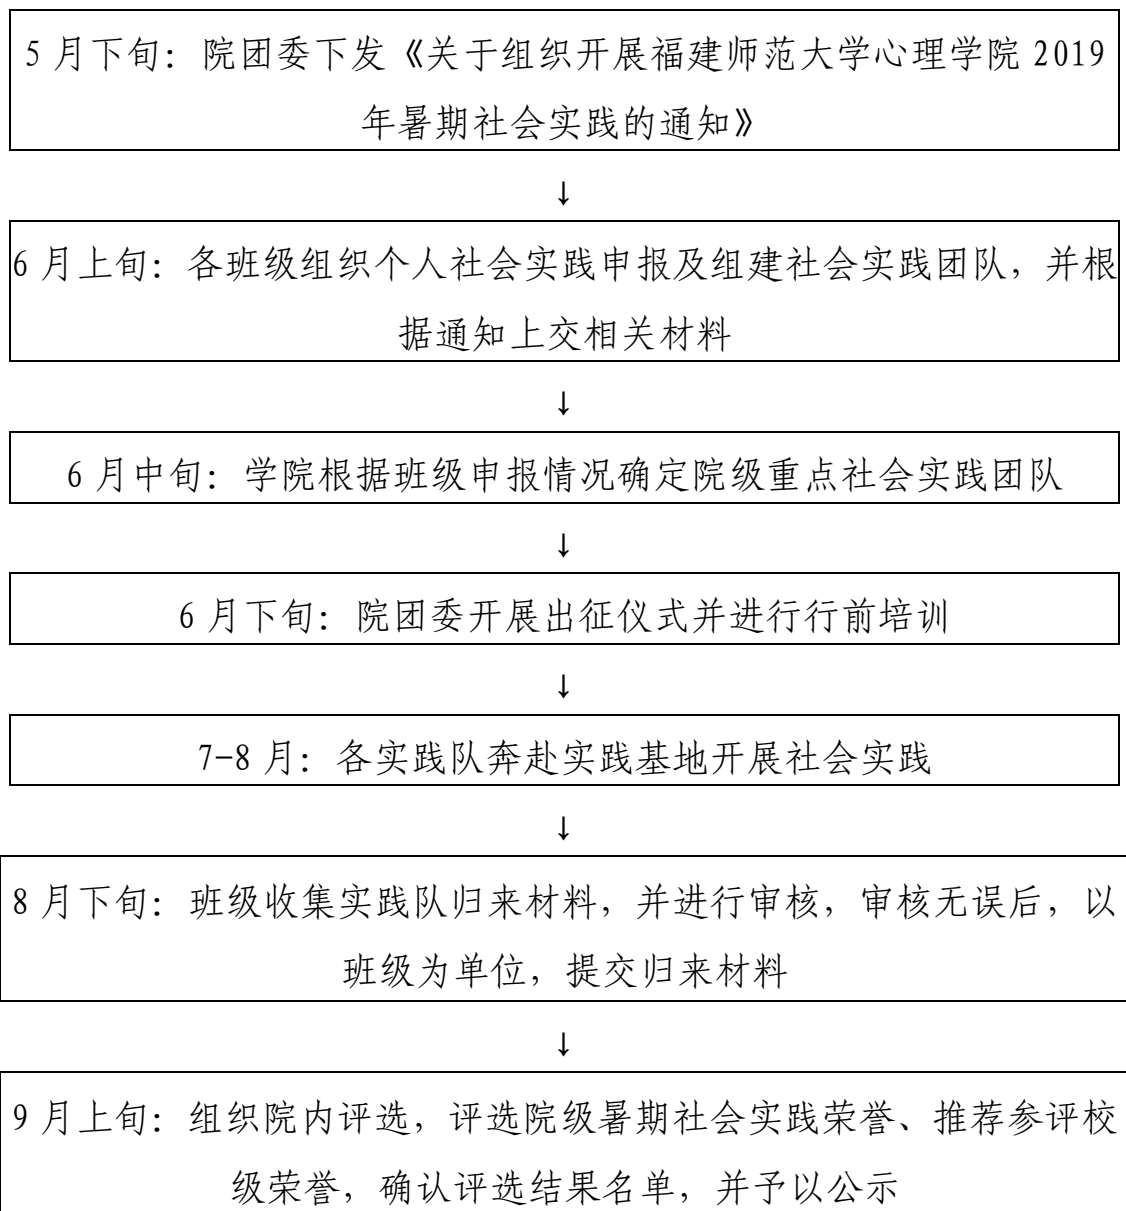 5 月下旬：院团委下发《关于组织开展福建师范大学心理学院 2019
年暑期社会实践的通知》
↓
6 月上旬：各班级组织个人社会实践申报及组建社会实践团队，并根
据通知上交相关材料
↓
6 月中旬：学院根据班级申报情况确定院级重点社会实践团队
↓
6 月下旬：院团委开展出征仪式并进行行前培训
↓
7-8 月：各实践队奔赴实践基地开展社会实践
↓
8 月下旬：班级收集实践队归来材料，并进行审核，审核无误后，以
班级为单位，提交归来材料
↓
9 月上旬：组织院内评选，评选院级暑期社会实践荣誉、推荐参评校
级荣誉，确认评选结果名单，并予以公示